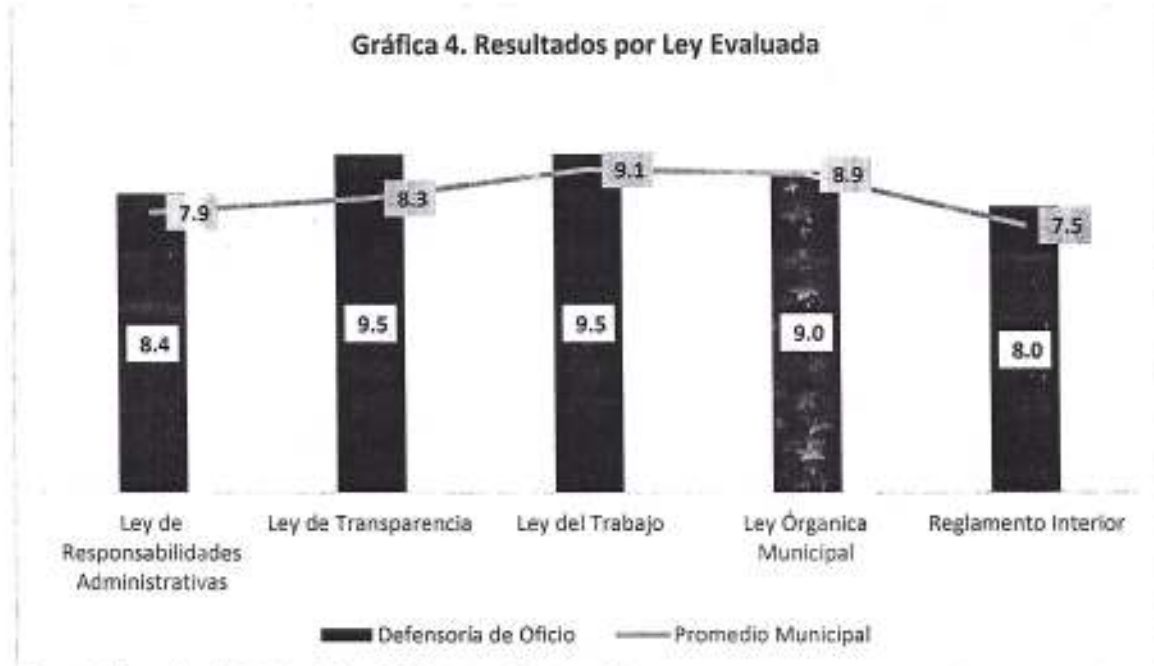 Gráfica 4. Resultados por Ley Evaluada
7.9
8.3
9.1
8.9
7.5
8.4
9.5
9.5
9.0
8.0
Ley de
Responsabilidades
Administrativas
Ley de Transparencia
Ley del Trabajo
Ley Órganica
Municipal
Reglamento Interior
Defensoría de Oficio
Promedio Municipal